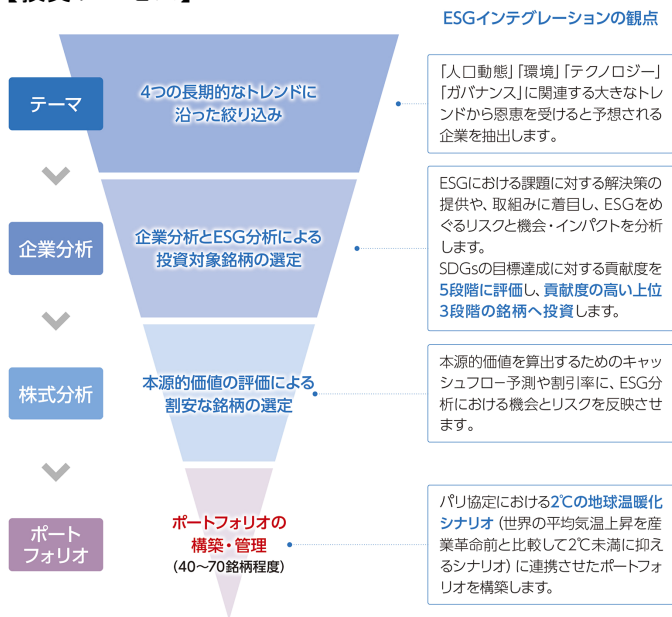 ESGインテグレーションの観点
テーマ
4つの長期的なトレンドに
沿った絞り込み
「人口動態」「環境」「テクノロジー」
「ガバナンス」に関連する大きなトレ
ンドから恩恵を受けると予想される
企業を抽出します。
企業分析
企業分析とESG分析による
投資対象銘柄の選定
ESGにおける課題に対する解決策の
提供や、取組みに着目し、ESGをめ
ぐるリスクと機会・インパクトを分析
します。
SDGsの目標達成に対する貢献度を
5段階に評価し、貢献度の高い上位
3段階の銘柄へ投資します。
株式分析
本源的価値の評価による
割安な銘柄の選定
本源的価値を算出するためのキャッ
シュフロー予測や割引率に、ESG分
析における機会とリスクを反映させ
ます。
ポート
フォリオ
ポートフォリオの
構築・管理
(40～70銘柄程度)
パリ協定における2℃の地球温暖化
シナリオ(世界の平均気温上昇を産
業革命前と比較して2℃未満に抑え
るシナリオ)に連携させたポートフォ
リオを構築します。